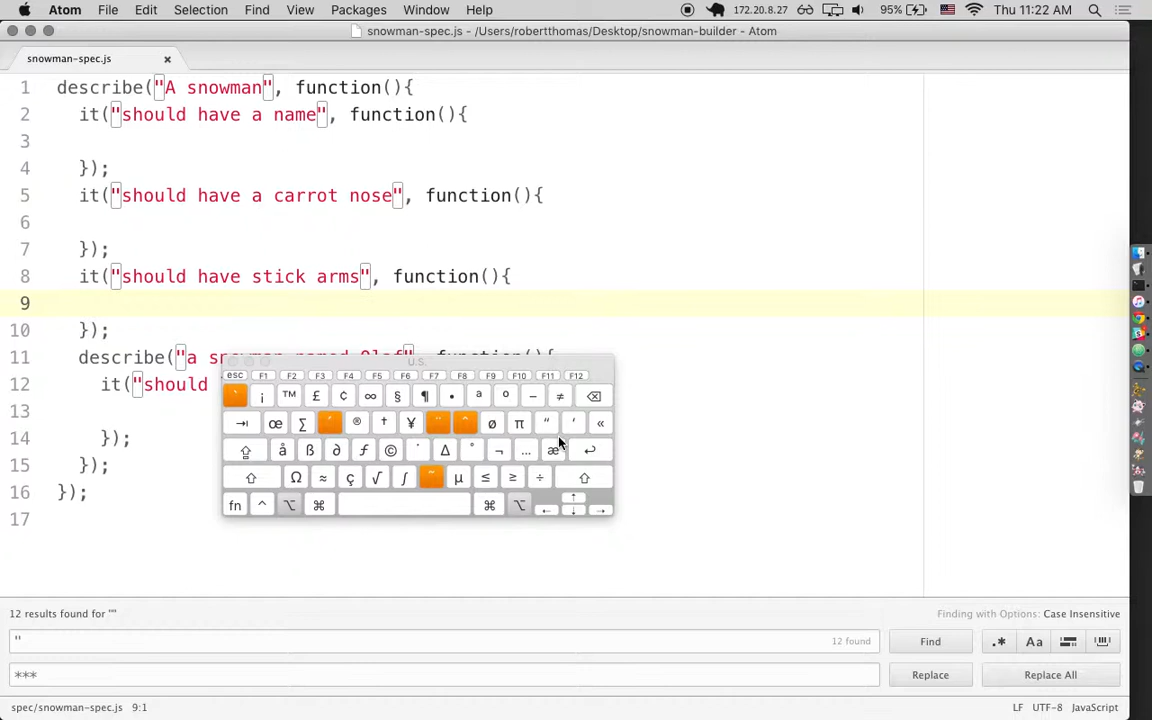 Atom File Edit Selection Find View Packages Window Help 172.20.8.27 95% Thu 11:22 AM
snowman-spec.js - /Users/robertthomas/Desktop/snowman-builder - Atom
snowman-spec.js ×
1 describe("A snowman", function(){
2 it("should have a name", function(){
3
4 });
5 it("should have a carrot nose", function(){
6
7 });
8 it("should have stick arms", function(){
9
10 });
11 describe("a snowman named Olaf", function(){
12 it("should
13
14 });
15 });
16 });
17
U.S.
esc F1 F2 F3 F4 F5 F6 F7 F8 F9 F10 F11 F12
` ¡ ™ £ ¢ ∞ § ¶ • ª º – ≠ ⌫
⇥ œ ∑ ´ ® † ¥ ¨ ˆ ø π “ ‘ «
⇪ å ß ∂ ƒ © ˙ ∆ ˚ ¬ … æ ↩
⇧ Ω ≈ ç √ ∫ ˜ µ ≤ ≥ ÷ ⇧
fn ^ ⌥ ⌘ ⌘ ⌥ ← ↑ ↓ →
12 results found for '"' Finding with Options: Case Insensitive
" 12 found Find .* Aa
*** Replace Replace All
spec/snowman-spec.js 9:1 LF UTF-8 JavaScript